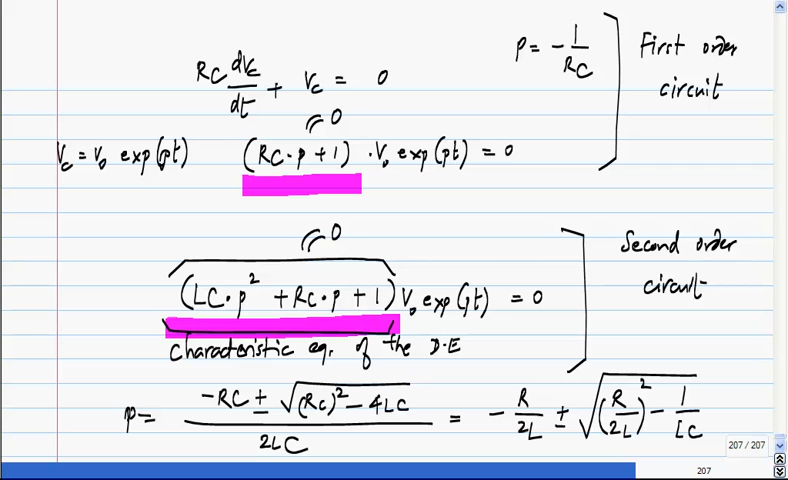 p = -1/RC
First order
circuit
RC dVc/dt + Vc = 0
= 0
Vc = V0 exp(pt)   (RC·p + 1) · V0 exp(pt) = 0
Second order
circuit
= 0
(LC·p² + RC·p + 1) V0 exp(pt) = 0
characteristic eq. of the D.E
p = (-RC ± √((RC)² - 4LC)) / 2LC = -R/2L ± √((R/2L)² - 1/LC)
207 / 207
207